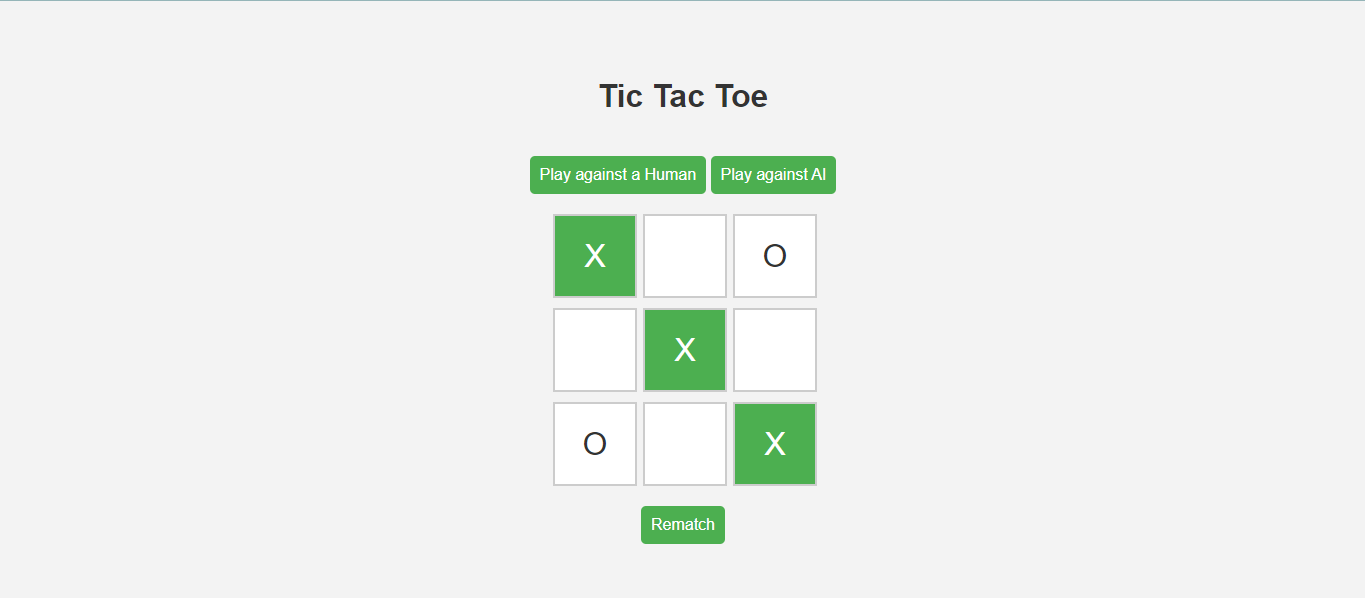 Tic Tac Toe
Play against a Human Play against AI
X O
X
O X
Rematch